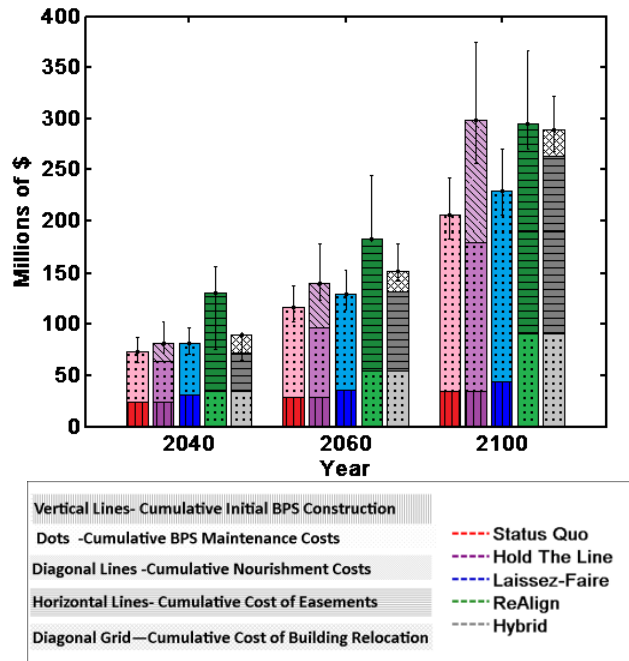 400
350
300
250
200
150
100
50
0
Millions of $
2040 2060 2100
Year
Vertical Lines- Cumulative Initial BPS Construction
Dots -Cumulative BPS Maintenance Costs
Diagonal Lines -Cumulative Nourishment Costs
Horizontal Lines- Cumulative Cost of Easements
Diagonal Grid—Cumulative Cost of Building Relocation
Status Quo
Hold The Line
Laissez-Faire
ReAlign
Hybrid